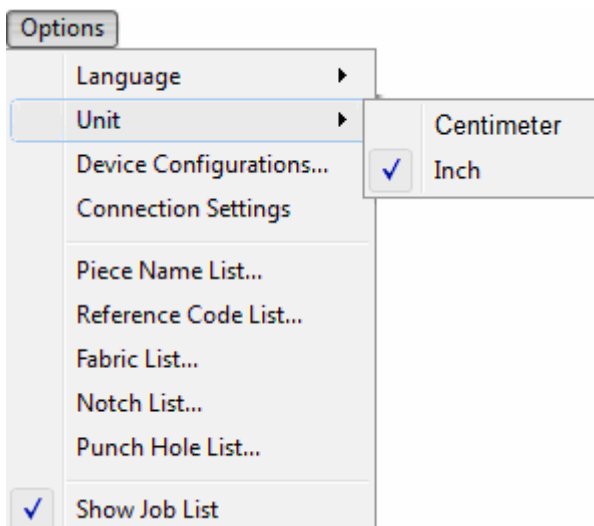 Options
Language
Unit
Centimeter
Inch
Device Configurations...
Connection Settings
Piece Name List...
Reference Code List...
Fabric List...
Notch List...
Punch Hole List...
Show Job List